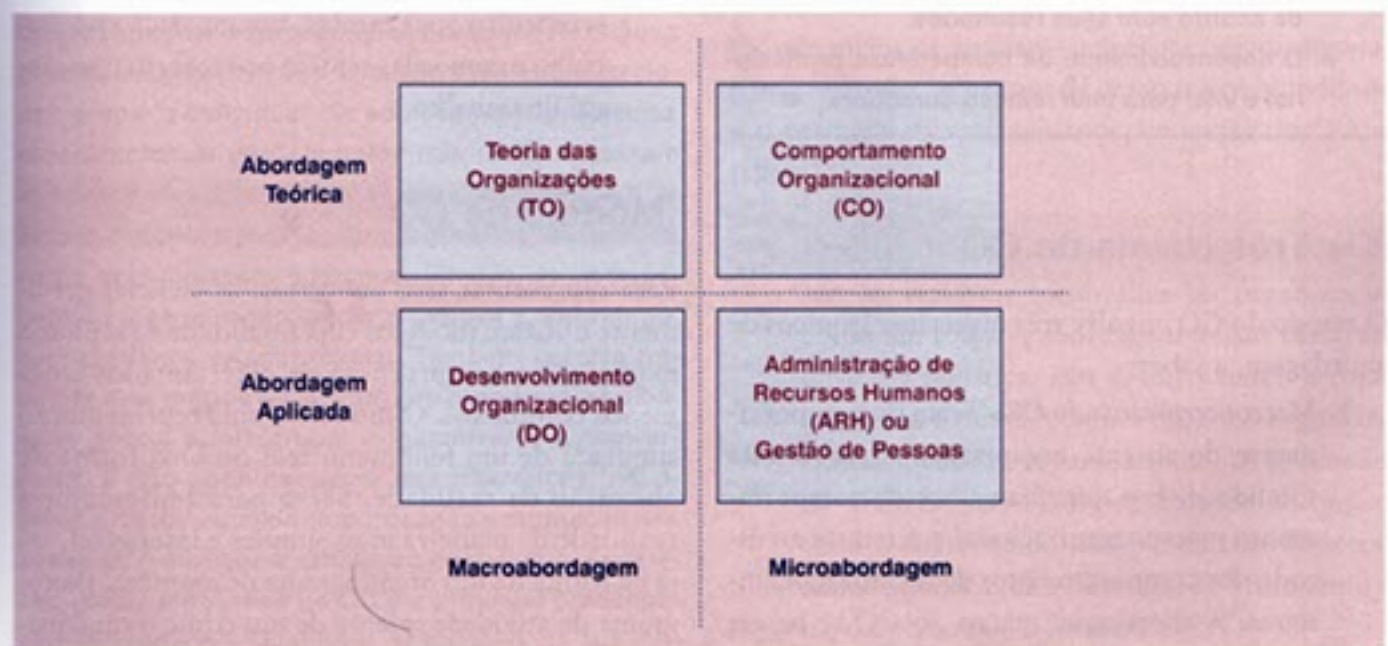 Abordagem
Teórica
Teoria das
Organizações
(TO)
Comportamento
Organizacional
(CO)
Abordagem
Aplicada
Desenvolvimento
Organizacional
(DO)
Administração de
Recursos Humanos
(ARH) ou
Gestão de Pessoas
Macroabordagem
Microabordagem